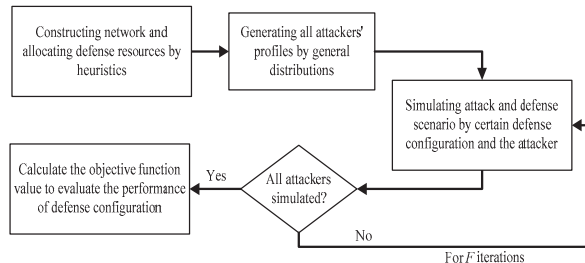 Constructing network and
allocating defense resources by
heuristics
Generating all attackers'
profiles by general
distributions
Simulating attack and defense
scenario by certain defense
configuration and the attacker
Calculate the objective function
value to evaluate the performance
of defense configuration
Yes
All attackers
simulated?
No
For F iterations